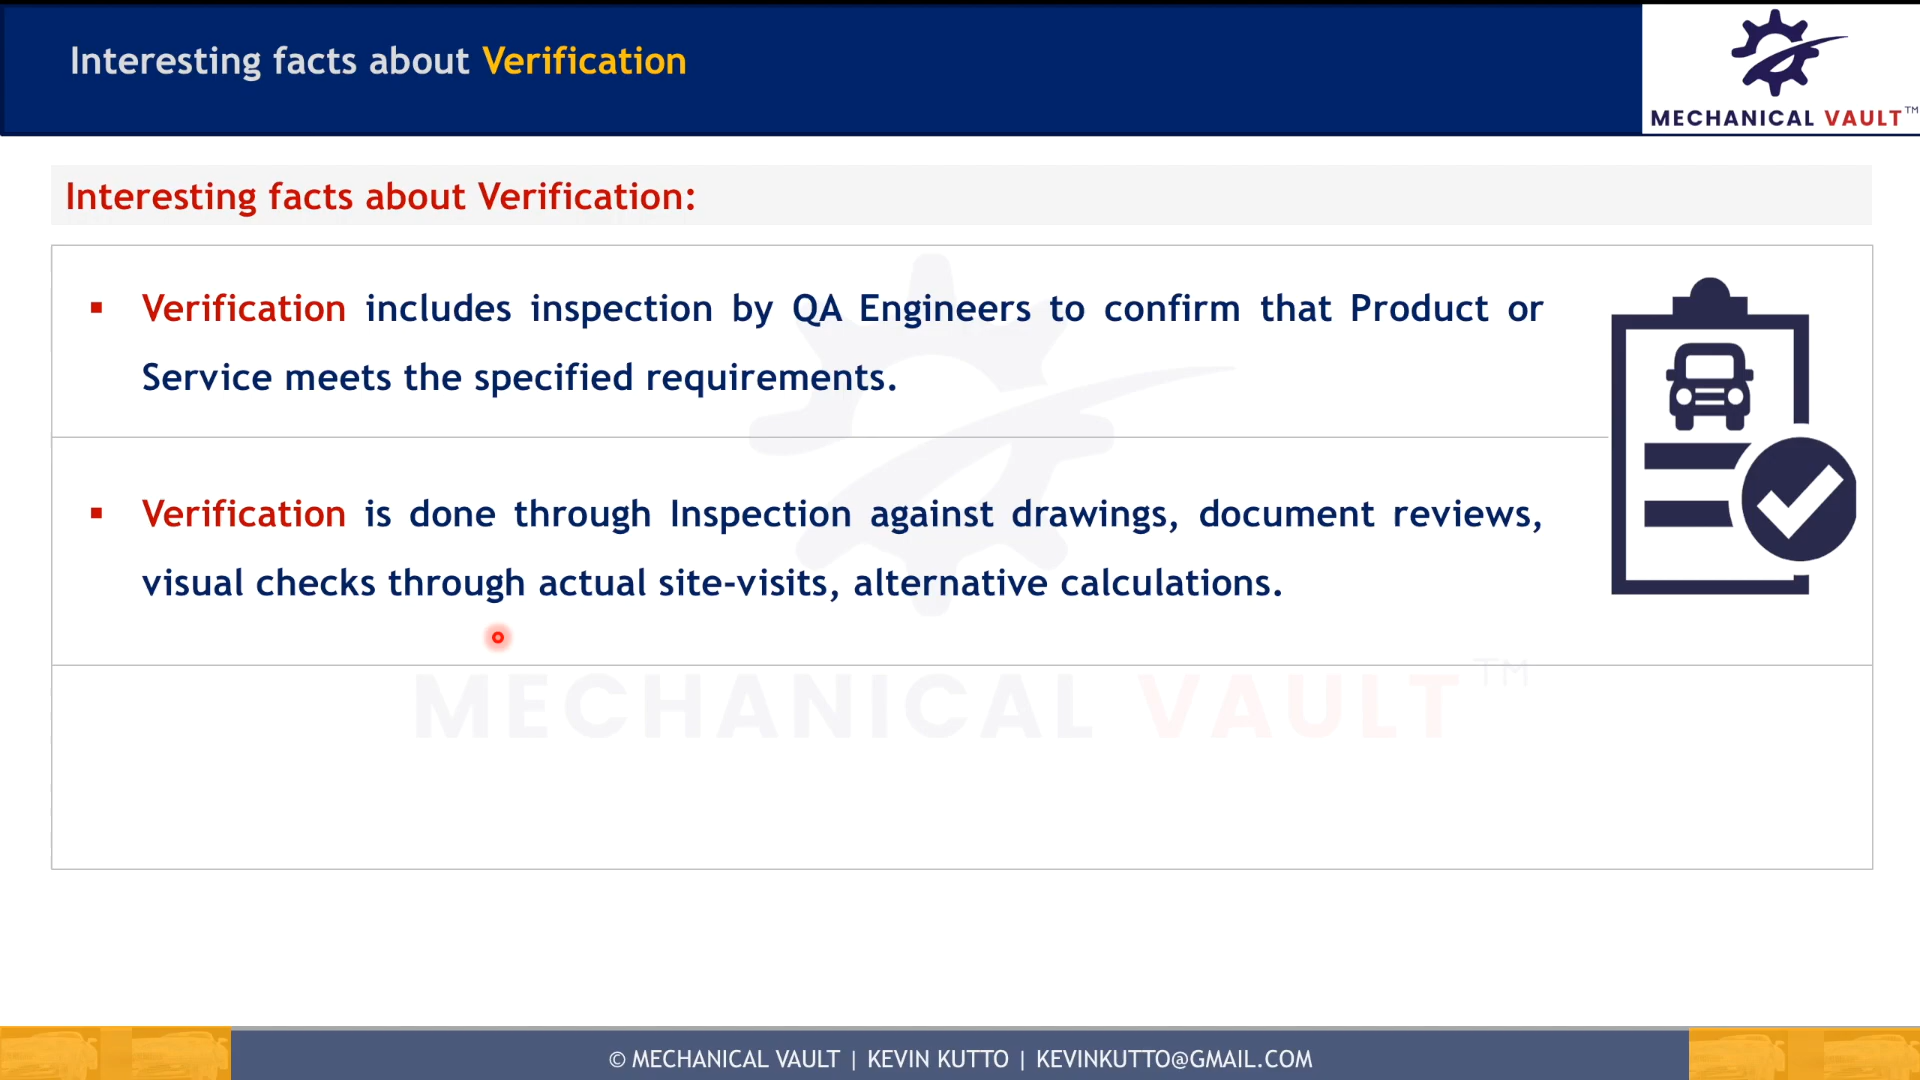 Interesting facts about Verification
MECHANICAL VAULT™
Interesting facts about Verification:
▪ Verification includes inspection by QA Engineers to confirm that Product or
Service meets the specified requirements.
▪ Verification is done through Inspection against drawings, document reviews,
visual checks through actual site-visits, alternative calculations.
MECHANICAL VAULT™
© MECHANICAL VAULT | KEVIN KUTTO | KEVINKUTTO@GMAIL.COM